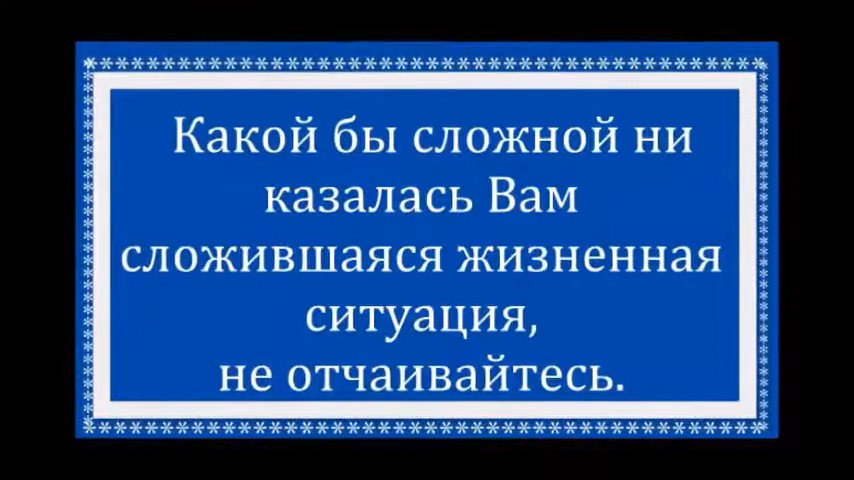 Какой бы сложной ни
казалась Вам
сложившаяся жизненная
ситуация,
не отчаивайтесь.